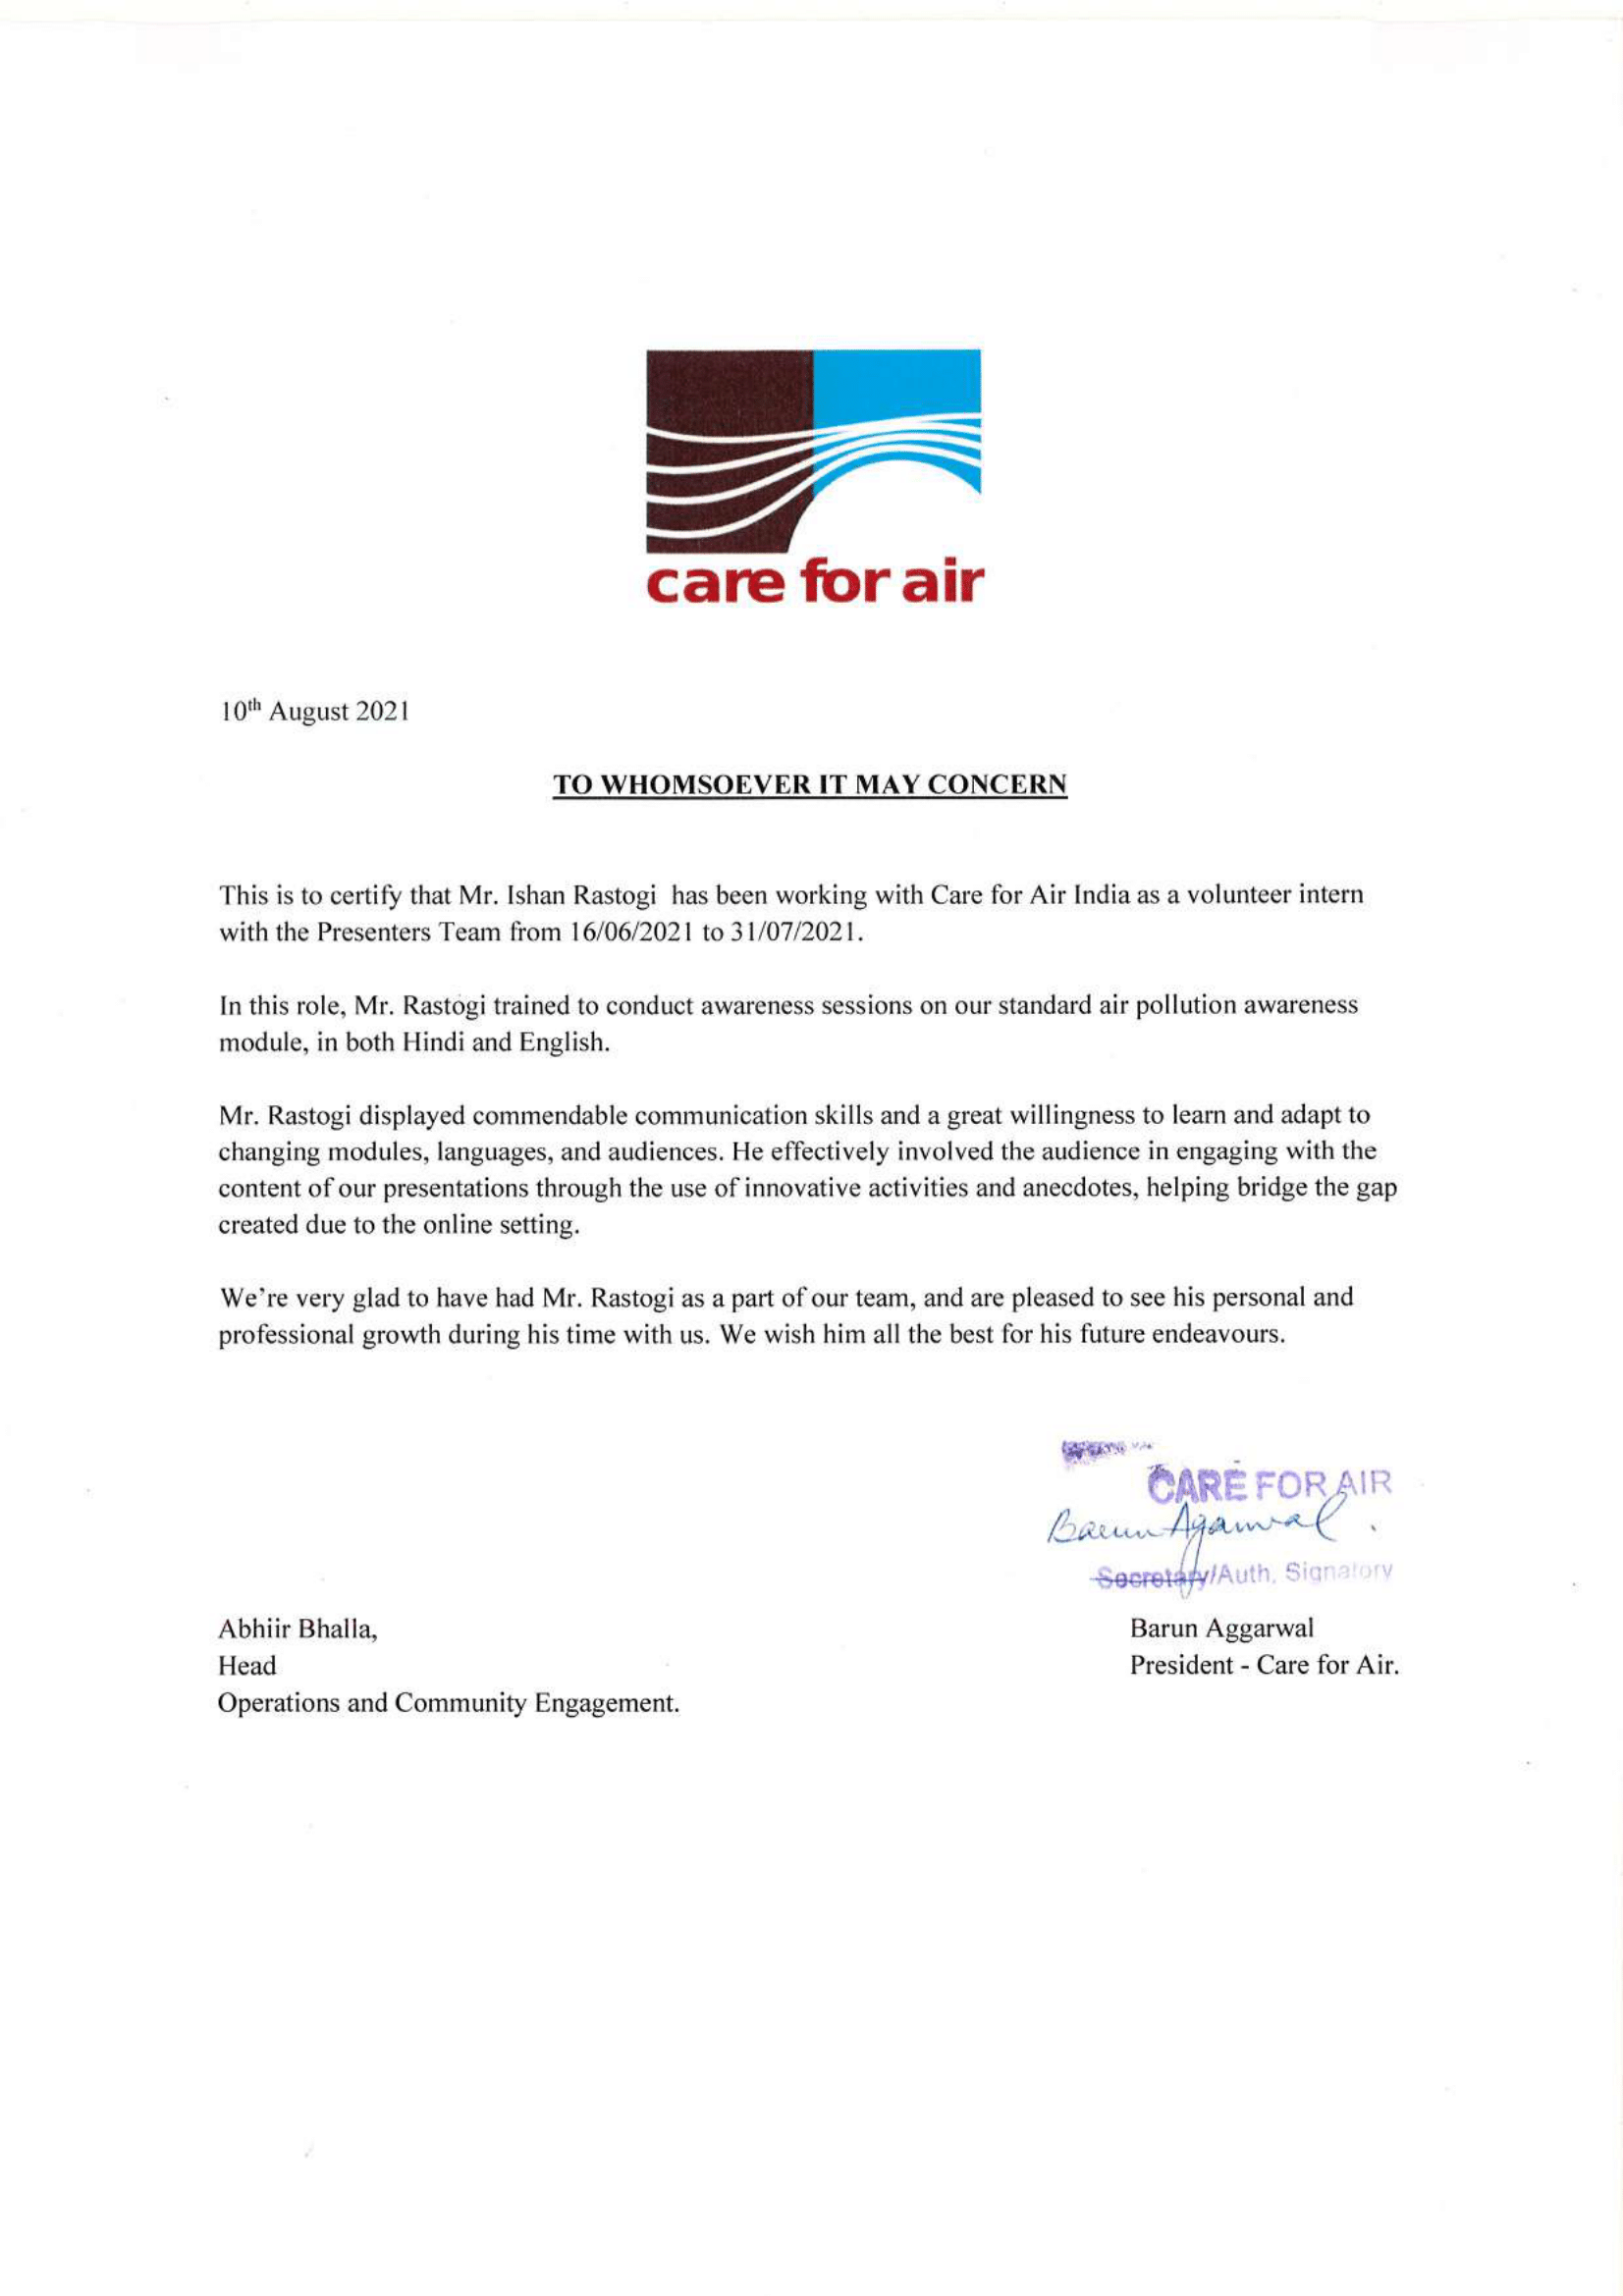 care for air
10th August 2021
TO WHOMSOEVER IT MAY CONCERN
This is to certify that Mr. Ishan Rastogi has been working with Care for Air India as a volunteer intern
with the Presenters Team from 16/06/2021 to 31/07/2021.
In this role, Mr. Rastogi trained to conduct awareness sessions on our standard air pollution awareness
module, in both Hindi and English.
Mr. Rastogi displayed commendable communication skills and a great willingness to learn and adapt to
changing modules, languages, and audiences. He effectively involved the audience in engaging with the
content of our presentations through the use of innovative activities and anecdotes, helping bridge the gap
created due to the online setting.
We're very glad to have had Mr. Rastogi as a part of our team, and are pleased to see his personal and
professional growth during his time with us. We wish him all the best for his future endeavours.
CARE FOR AIR
Barun Agarwal
Secretary/Auth. Signatory
Abhiir Bhalla,
Head
Operations and Community Engagement.
Barun Aggarwal
President - Care for Air.